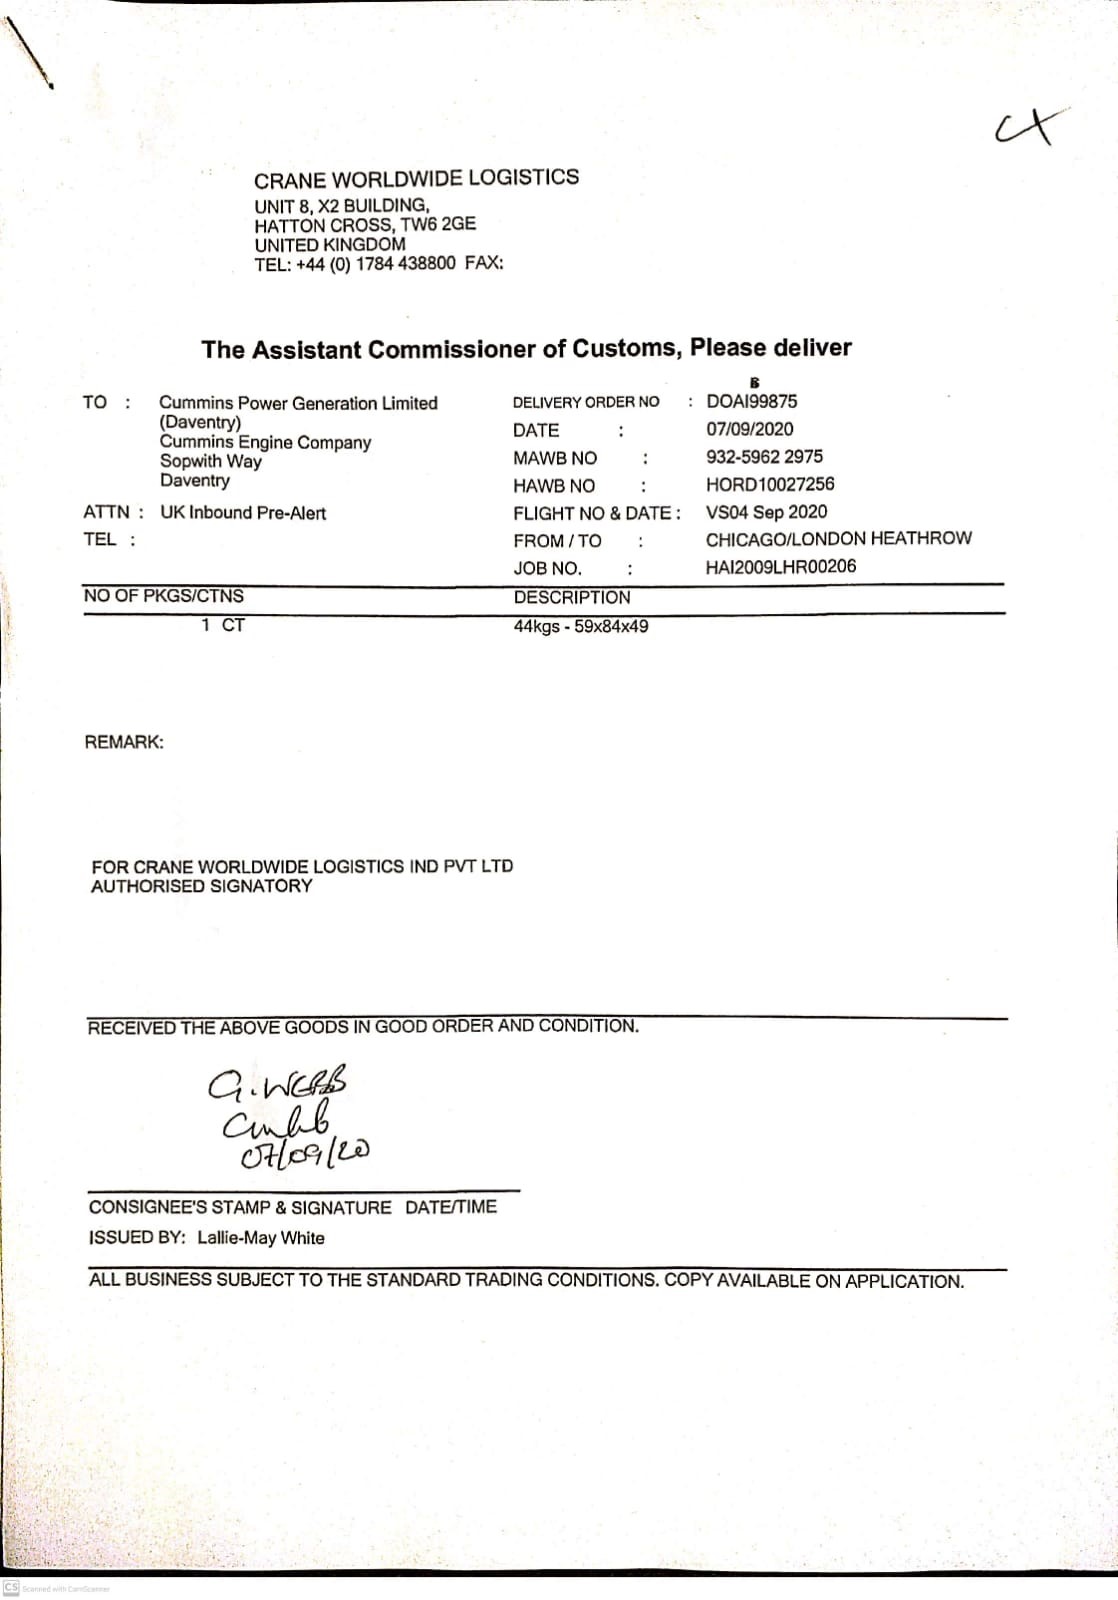 CX
CRANE WORLDWIDE LOGISTICS
UNIT 8, X2 BUILDING,
HATTON CROSS, TW6 2GE
UNITED KINGDOM
TEL: +44 (0) 1784 438800 FAX:
The Assistant Commissioner of Customs, Please deliver
B
TO : Cummins Power Generation Limited DELIVERY ORDER NO : DOAI99875
(Daventry)
Cummins Engine Company DATE : 07/09/2020
Sopwith Way MAWB NO : 932-5962 2975
Daventry HAWB NO : HORD10027256
ATTN : UK Inbound Pre-Alert FLIGHT NO & DATE : VS04 Sep 2020
TEL : FROM / TO : CHICAGO/LONDON HEATHROW
JOB NO. : HAI2009LHR00206
NO OF PKGS/CTNS DESCRIPTION
1 CT 44kgs - 59x84x49
REMARK:
FOR CRANE WORLDWIDE LOGISTICS IND PVT LTD
AUTHORISED SIGNATORY
RECEIVED THE ABOVE GOODS IN GOOD ORDER AND CONDITION.
G. WEBB
07/09/20
CONSIGNEE'S STAMP & SIGNATURE DATE/TIME
ISSUED BY: Lallie-May White
ALL BUSINESS SUBJECT TO THE STANDARD TRADING CONDITIONS. COPY AVAILABLE ON APPLICATION.
CS Scanned with CamScanner